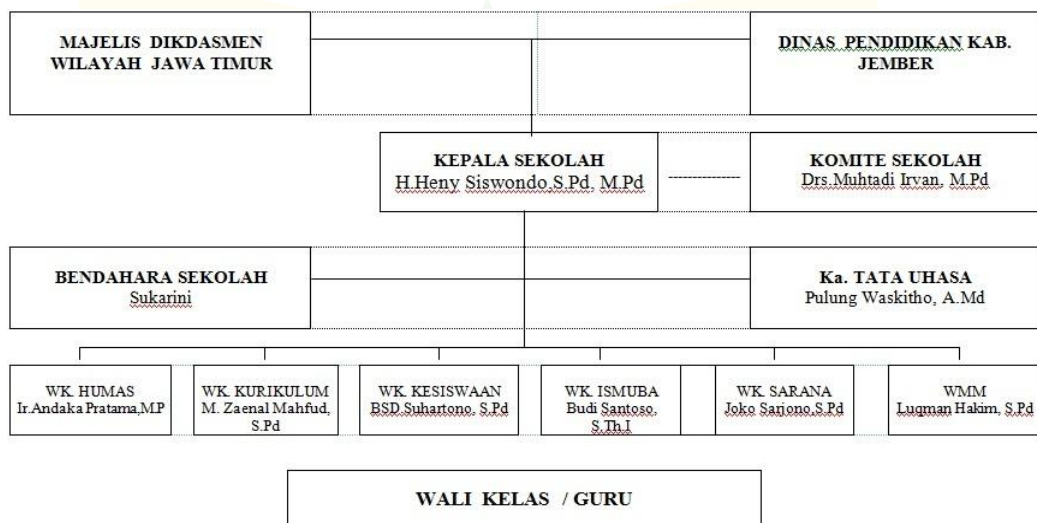 MAJELIS DIKDASMEN
WILAYAH JAWA TIMUR
DINAS PENDIDIKAN KAB.
JEMBER
KEPALA SEKOLAH
H.Heny Siswondo,S.Pd, M.Pd
KOMITE SEKOLAH
Drs.Muhtadi Irvan, M.Pd
BENDAHARA SEKOLAH
Sukarini
Ka. TATA UHASA
Pulung Waskitho, A.Md
WK. HUMAS
Ir.Andaka Pratama,M.P
WK. KURIKULUM
M. Zaenal Mahfud,
S.Pd
WK. KESISWAAN
BSD.Suhartono, S.Pd
WK. ISMUBA
Budi Santoso,
S.Th.I
WK. SARANA
Joko Sarjono,S.Pd
WMM
Luqman Hakim, S.Pd
WALI KELAS / GURU